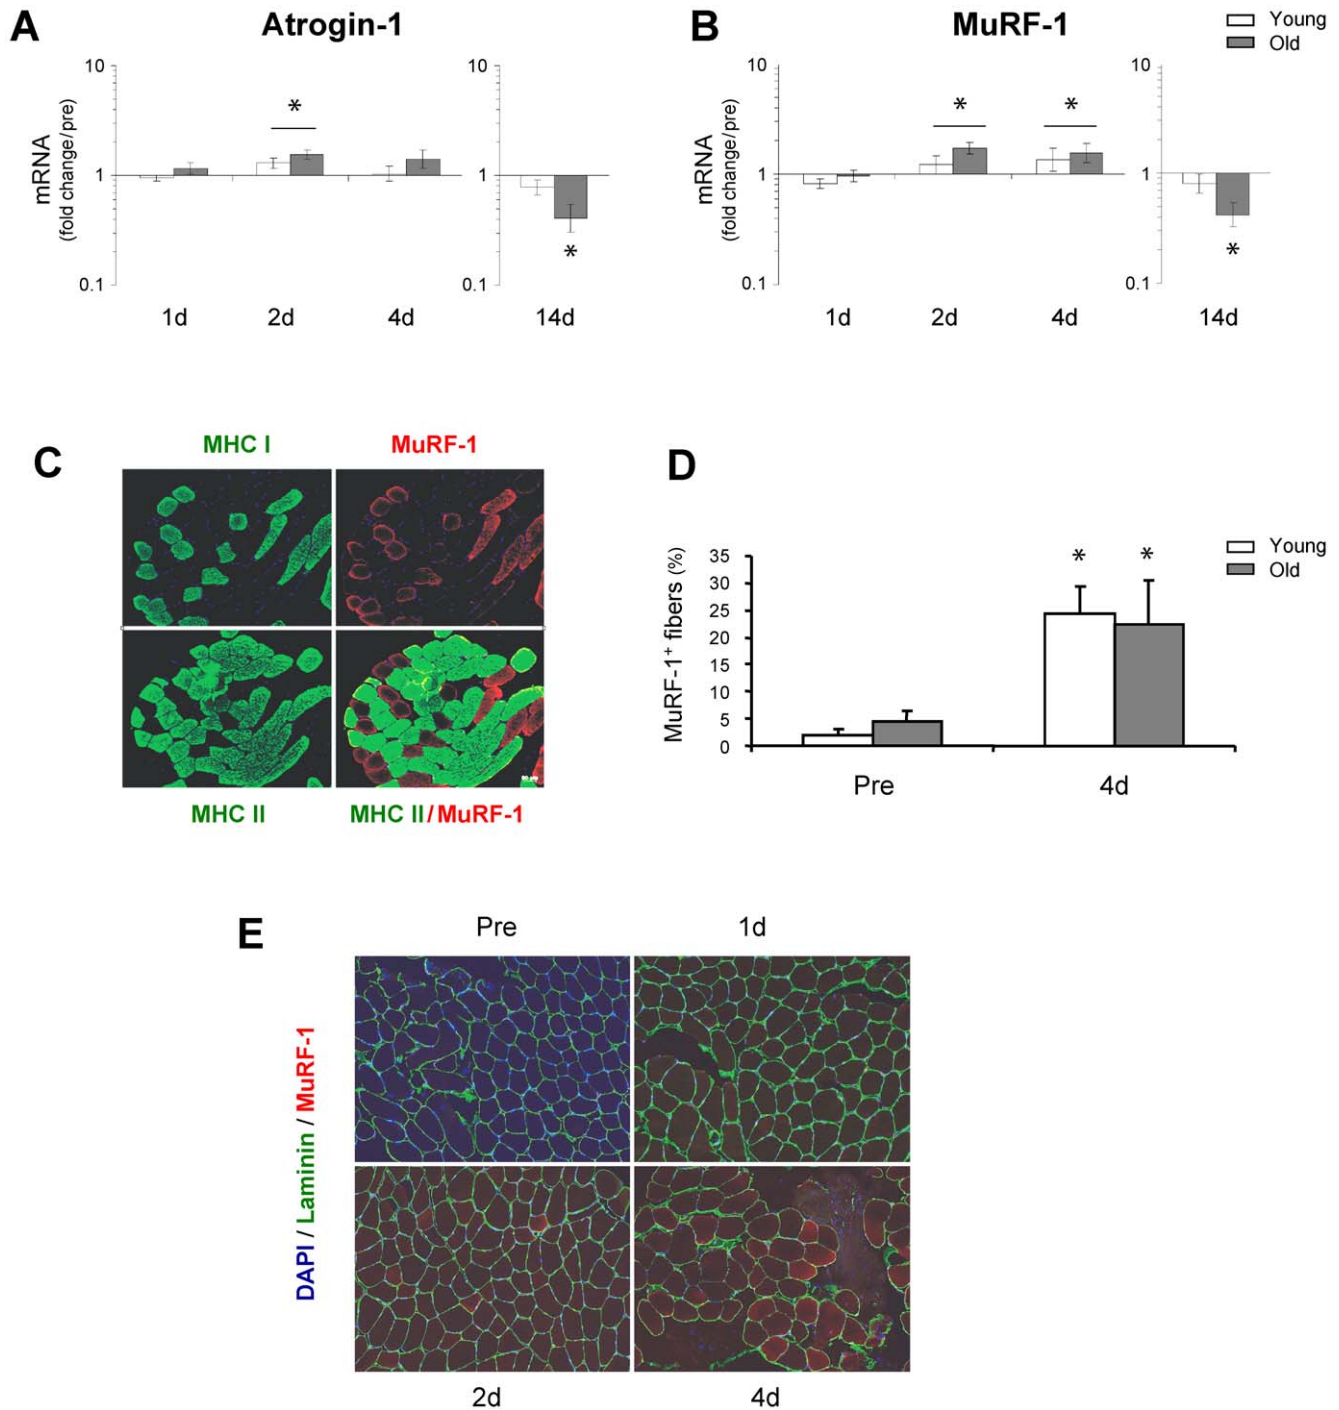 A
Atrogin-1
mRNA
(fold change/pre)
10
1
0.1
*
1d
2d
4d
10
1
0.1
*
14d
B
MuRF-1
Young
Old
mRNA
(fold change/pre)
10
1
0.1
*
*
1d
2d
4d
10
1
0.1
*
14d
C
MHC I
MuRF-1
MHC II
MHC II/MuRF-1
D
Young
Old
MuRF-1+ fibers (%)
35
30
25
20
15
10
5
0
*
*
Pre
4d
E
Pre
1d
DAPI / Laminin / MuRF-1
2d
4d